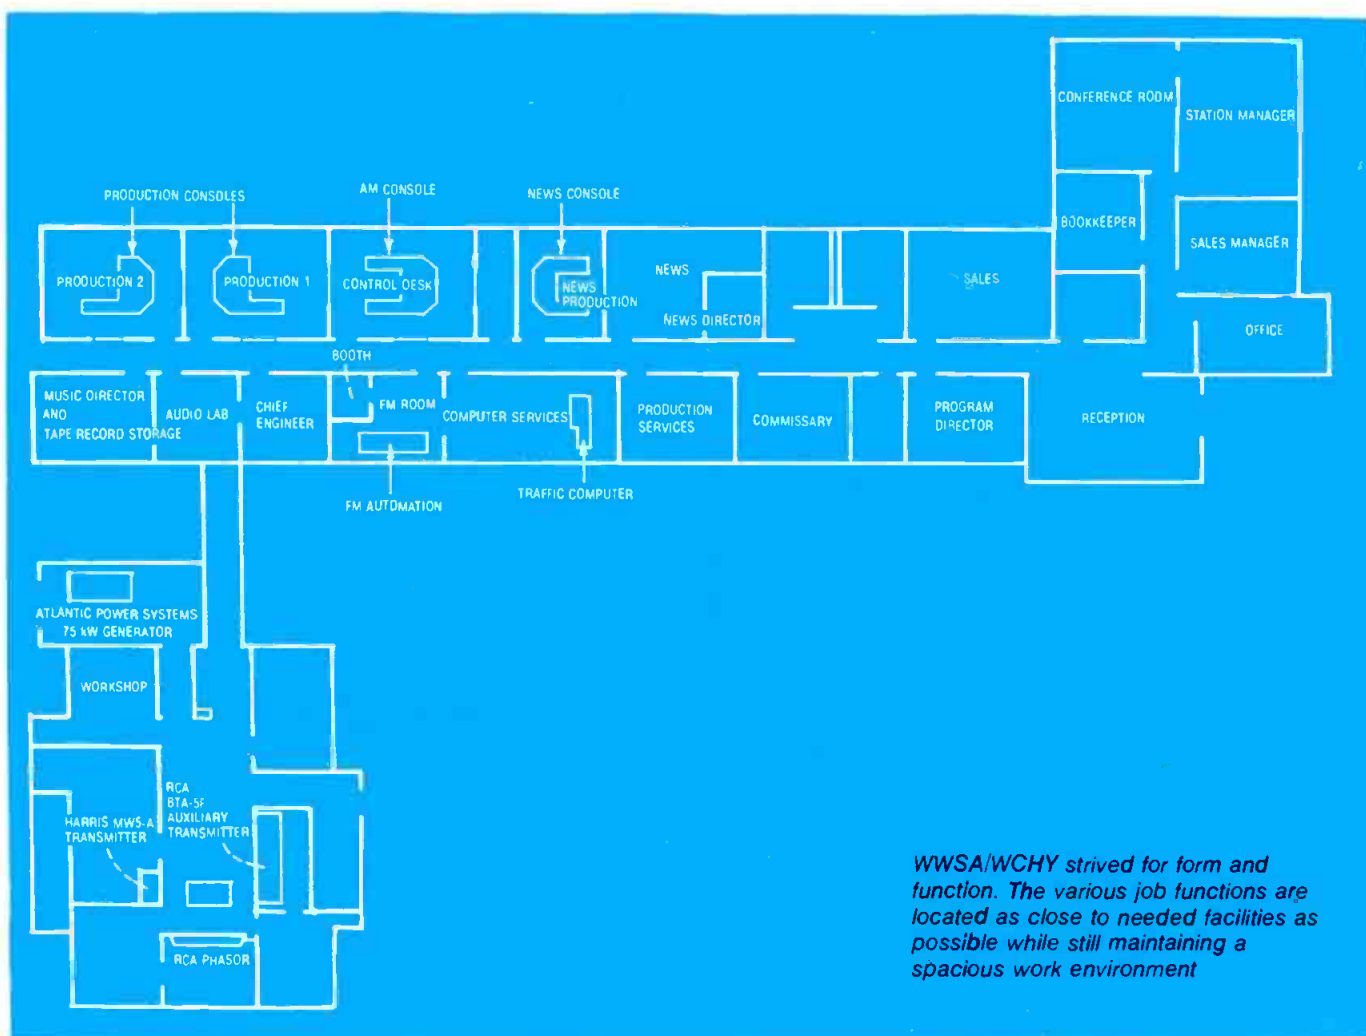 CONFERENCE ROOM
STATION MANAGER
PRODUCTION CONSOLES
AM CONSOLE
NEWS CONSOLE
BOOKKEEPER
SALES MANAGER
PRODUCTION 2
PRODUCTION 1
CONTROL DESK
NEWS
PRODUCTION
NEWS
NEWS DIRECTOR
SALES
OFFICE
BOOTH
MUSIC DIRECTOR
AND
TAPE RECORD STORAGE
AUDIO LAB
CHIEF
ENGINEER
FM ROOM
COMPUTER SERVICES
PRODUCTION
SERVICES
COMMISSARY
PROGRAM
DIRECTOR
RECEPTION
FM AUTOMATION
TRAFFIC COMPUTER
ATLANTIC POWER SYSTEMS
75 kW GENERATOR
WORKSHOP
RCA
BTA-5F
AUXILIARY
TRANSMITTER
HARRIS MW5-A
TRANSMITTER
RCA PHASOR
WWSA/WCHY strived for form and
function. The various job functions are
located as close to needed facilities as
possible while still maintaining a
spacious work environment